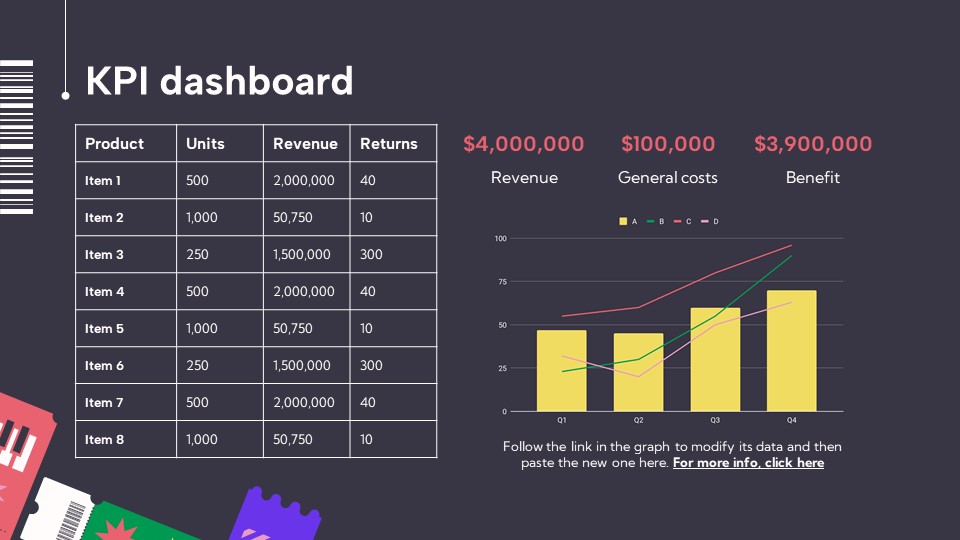 KPI dashboard
Product Units Revenue Returns
Item 1 500 2,000,000 40
Item 2 1,000 50,750 10
Item 3 250 1,500,000 300
Item 4 500 2,000,000 40
Item 5 1,000 50,750 10
Item 6 250 1,500,000 300
Item 7 500 2,000,000 40
Item 8 1,000 50,750 10
$4,000,000 $100,000 $3,900,000
Revenue General costs Benefit
A B C D
100
75
50
25
0
Q1 Q2 Q3 Q4
Follow the link in the graph to modify its data and then
paste the new one here. For more info, click here